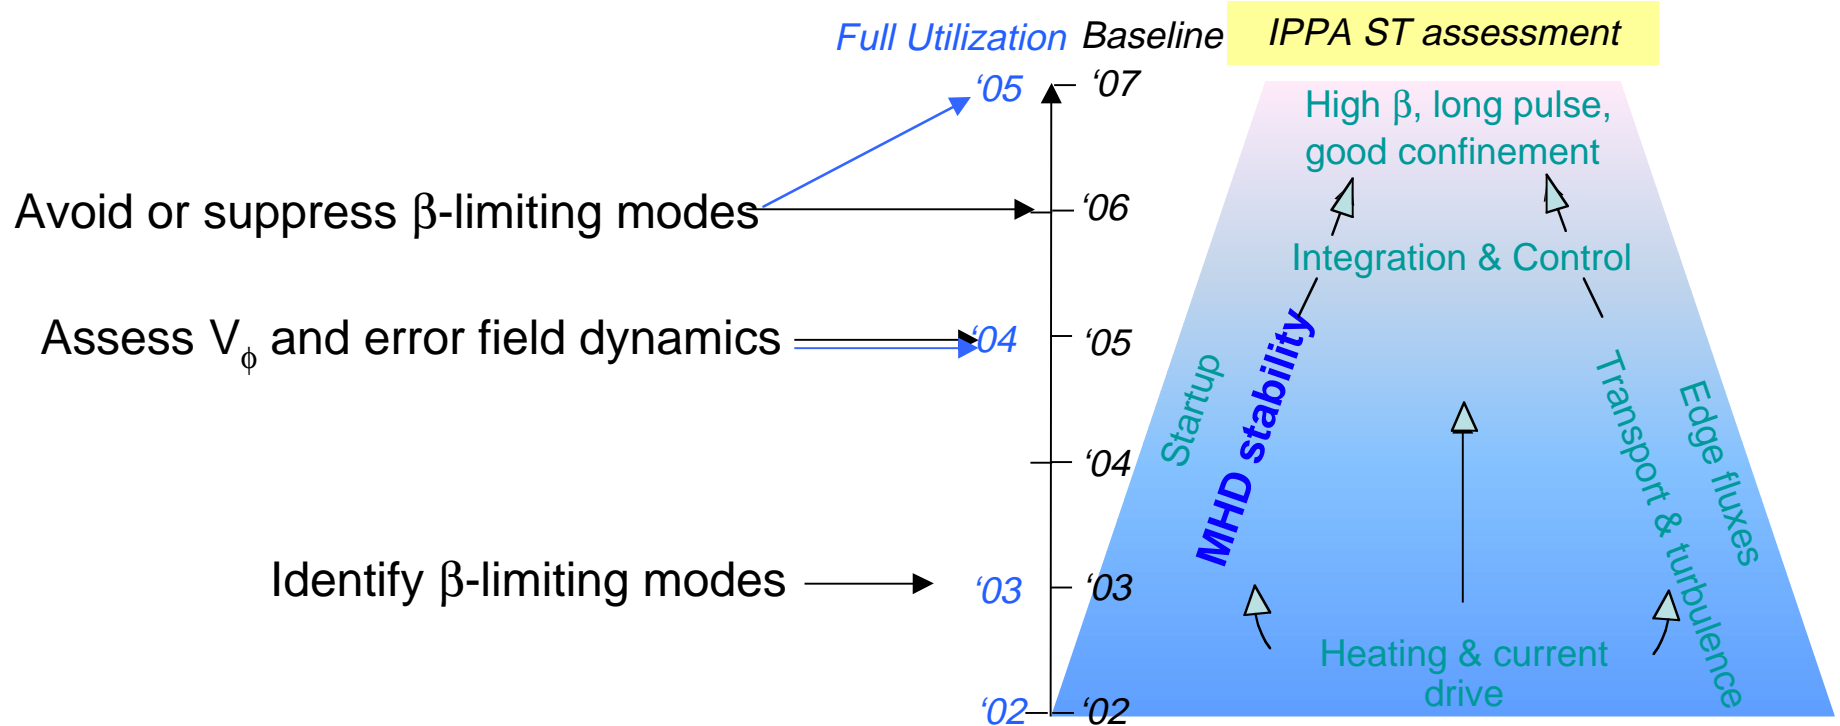 Full Utilization Baseline IPPA ST assessment
‘05 ‘07
High β, long pulse,
good confinement
Avoid or suppress β-limiting modes ‘06
Integration & Control
Assess Vϕ and error field dynamics ‘04 ‘05
Startup
MHD stability
Transport & turbulence
Edge fluxes
‘04
Identify β-limiting modes ‘03 ‘03
Heating & current
drive
‘02 ‘02